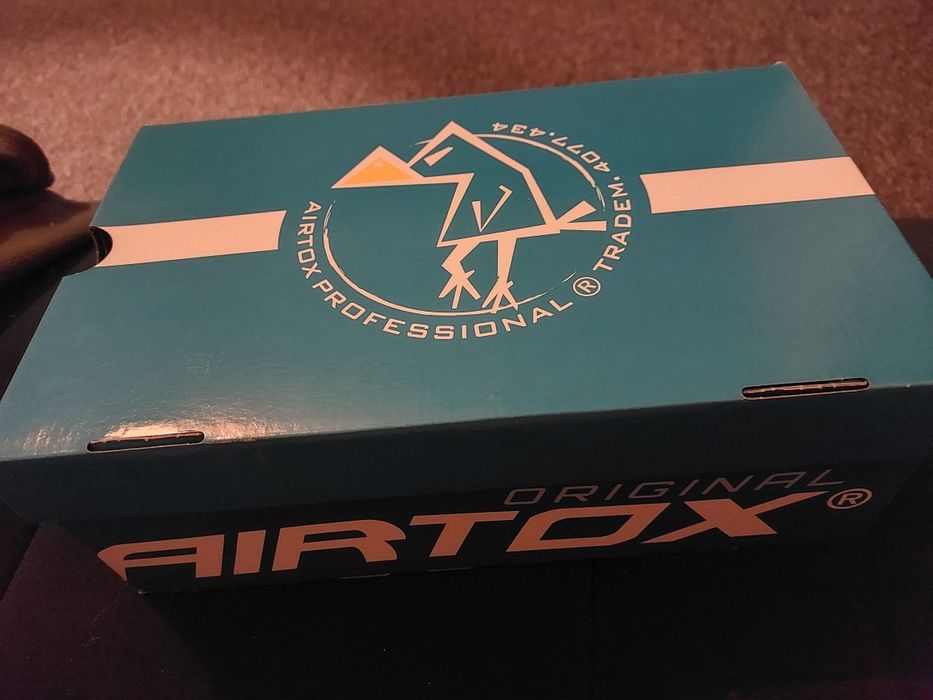 AIRTOX PROFESSIONAL ® TRADEM. 4077.434
ORIGINAL
AIRTOX®